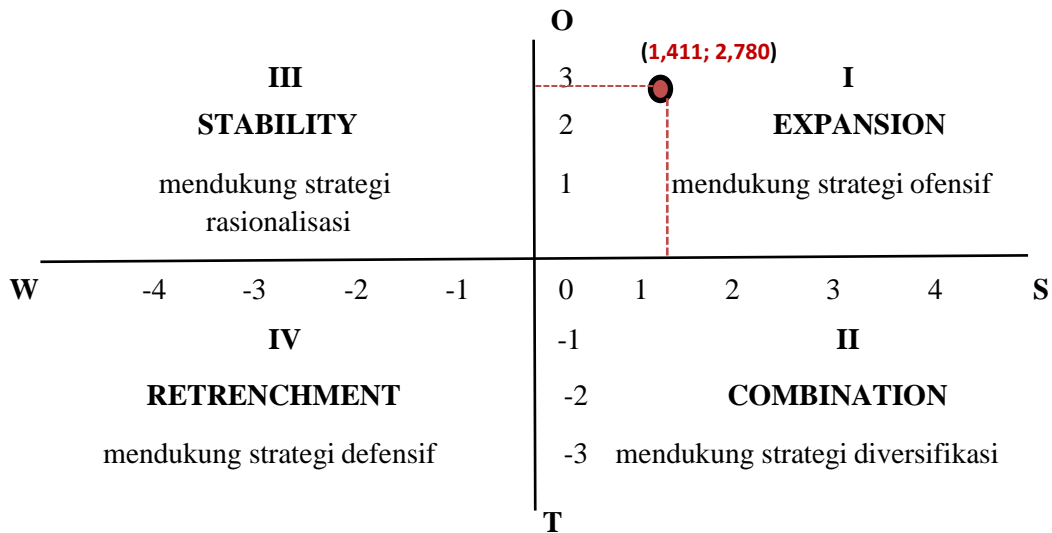 O
(1,411; 2,780)
III
3
I
STABILITY
2
EXPANSION
mendukung strategi
rasionalisasi
1
mendukung strategi ofensif
W
-4
-3
-2
-1
0
1
2
3
4
S
IV
-1
II
RETRENCHMENT
-2
COMBINATION
mendukung strategi defensif
-3
mendukung strategi diversifikasi
T